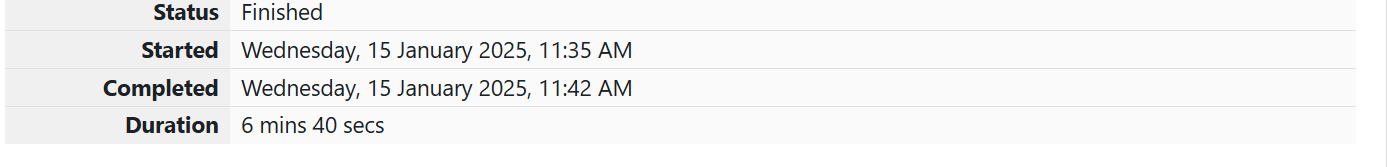 Status Finished
Started Wednesday, 15 January 2025, 11:35 AM
Completed Wednesday, 15 January 2025, 11:42 AM
Duration 6 mins 40 secs